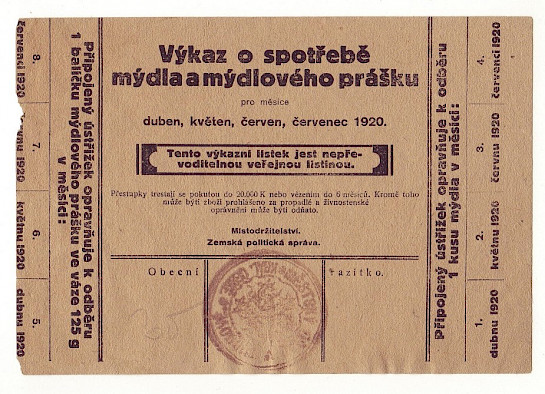 Výkaz o spotřebě
mýdla a mýdlového prášku
pro měsíce
duben, květen, červen, červenec 1920.
Tento výkazní lístek jest nepře-
voditelnou veřejnou listinou.
Přestupky trestají se pokutou do 20.000 K nebo vězením do 6 měsíců. Kromě toho
může býti zboží prohlášeno za propadlé a živnostenské
oprávnění může býti odňato.
Místodržitelství.
Zemská politická správa.
Obecní razítko.
8.
červenci 1920
7.
červnu 1920
6.
květnu 1920
5.
dubnu 1920
Připojený ústřižek opravňuje k odběru
1 balíčku mýdlového prášku ve váze 125 g
v měsíci:
Připojený ústřižek opravňuje k odběru
1 kusu mýdla v měsíci:
4.
červenci 1920
3.
červnu 1920
2.
květnu 1920
1.
dubnu 1920